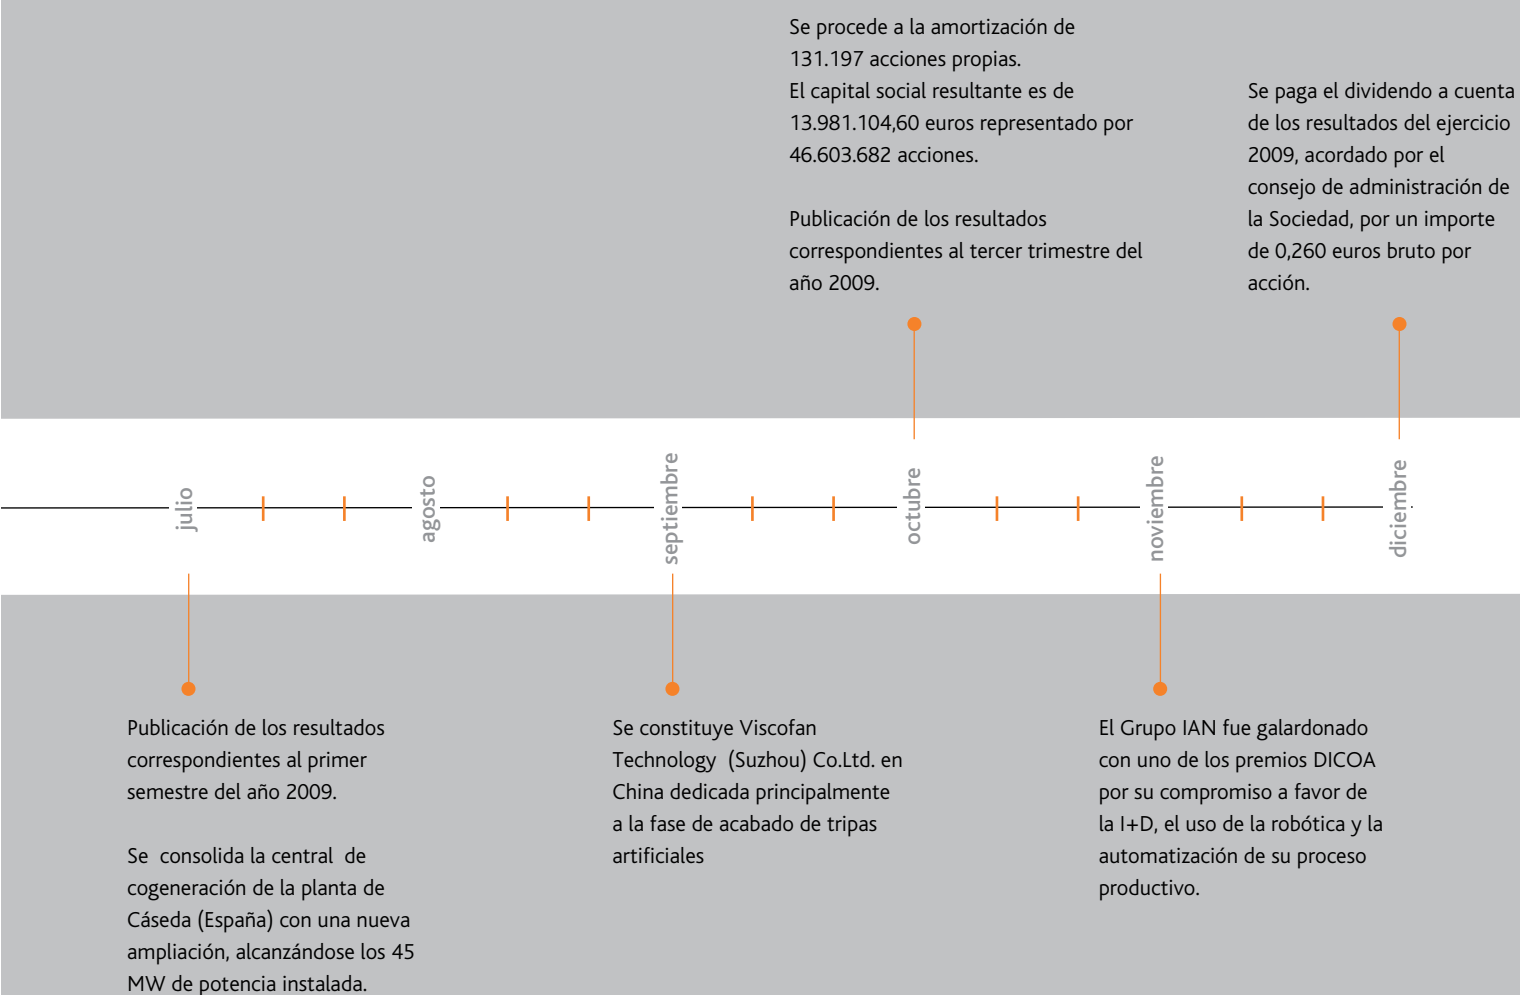 Se procede a la amortización de
131.197 acciones propias.
El capital social resultante es de
13.981.104,60 euros representado por
46.603.682 acciones.
Publicación de los resultados
correspondientes al tercer trimestre del
año 2009.
Se paga el dividendo a cuenta
de los resultados del ejercicio
2009, acordado por el
consejo de administración de
la Sociedad, por un importe
de 0,260 euros bruto por
acción.
julio
agosto
septiembre
octubre
noviembre
diciembre
Publicación de los resultados
correspondientes al primer
semestre del año 2009.
Se  consolida la central  de
cogeneración de la planta de
Cáseda (España) con una nueva
ampliación, alcanzándose los 45
MW de potencia instalada.
Se constituye Viscofan
Technology  (Suzhou) Co.Ltd. en
China dedicada principalmente
a la fase de acabado de tripas
artificiales
El Grupo IAN fue galardonado
con uno de los premios DICOA
por su compromiso a favor de
la I+D, el uso de la robótica y la
automatización de su proceso
productivo.